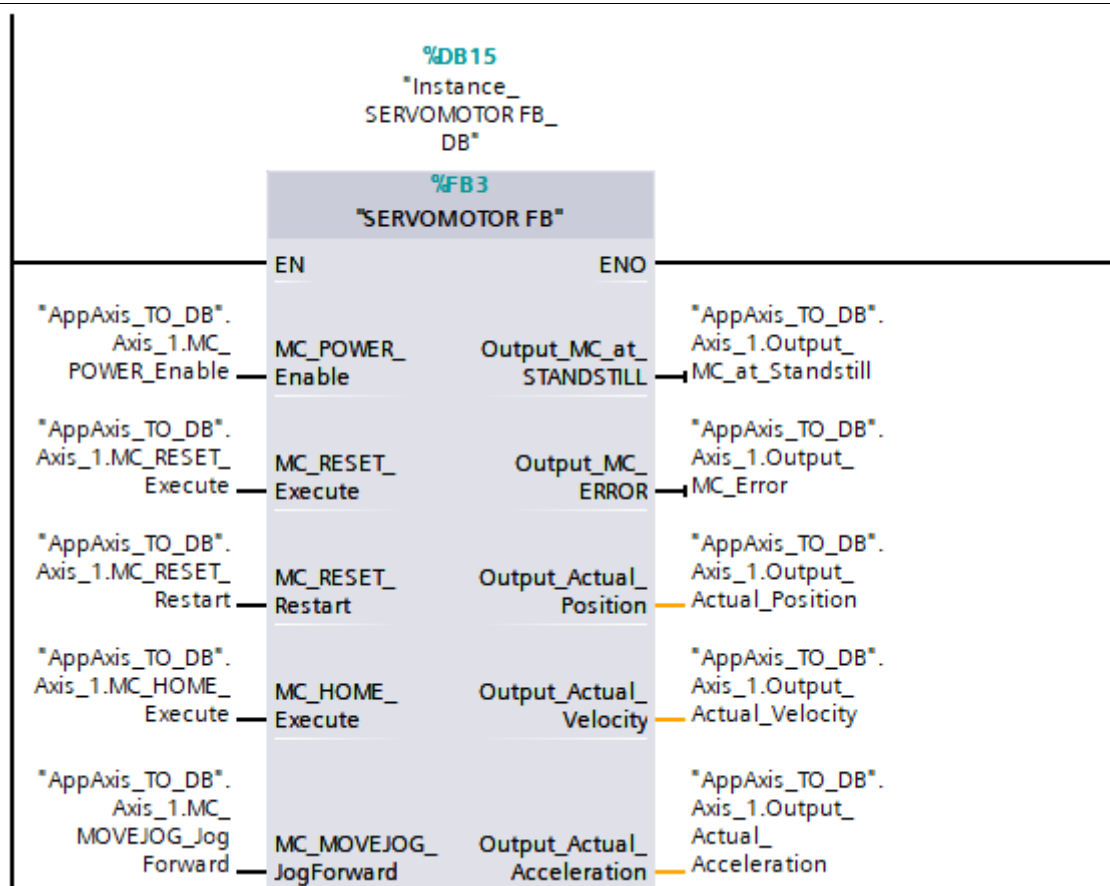 %DB15
"Instance_
SERVOMOTOR FB_
DB"
%FB3
"SERVOMOTOR FB"
EN
ENO
"AppAxis_TO_DB".
Axis_1.MC_
POWER_Enable
MC_POWER_
Enable
Output_MC_at_
STANDSTILL
"AppAxis_TO_DB".
Axis_1.Output_
MC_at_Standstill
"AppAxis_TO_DB".
Axis_1.MC_RESET_
Execute
MC_RESET_
Execute
Output_MC_
ERROR
"AppAxis_TO_DB".
Axis_1.Output_
MC_Error
"AppAxis_TO_DB".
Axis_1.MC_RESET_
Restart
MC_RESET_
Restart
Output_Actual_
Position
"AppAxis_TO_DB".
Axis_1.Output_
Actual_Position
"AppAxis_TO_DB".
Axis_1.MC_HOME_
Execute
MC_HOME_
Execute
Output_Actual_
Velocity
"AppAxis_TO_DB".
Axis_1.Output_
Actual_Velocity
"AppAxis_TO_DB".
Axis_1.MC_
MOVEJOG_Jog
Forward
MC_MOVEJOG_
JogForward
Output_Actual_
Acceleration
"AppAxis_TO_DB".
Axis_1.Output_
Actual_
Acceleration